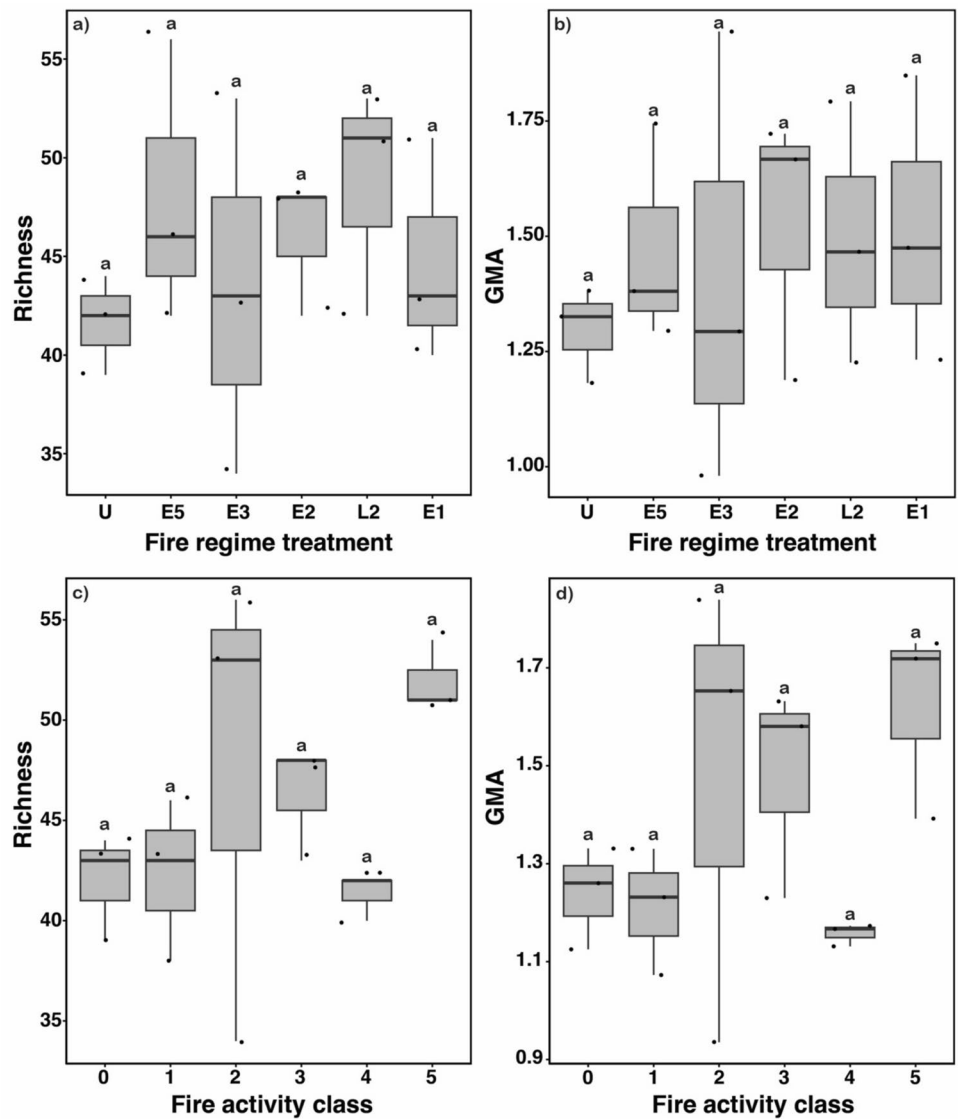 a)
Richness
55
50
45
40
35
a a a a a a
U E5 E3 E2 L2 E1
Fire regime treatment
b)
GMA
1.75
1.50
1.25
1.00
a a a a a a
U E5 E3 E2 L2 E1
Fire regime treatment
c)
Richness
55
50
45
40
35
a a a a a a
0 1 2 3 4 5
Fire activity class
d)
GMA
1.7
1.5
1.3
1.1
0.9
a a a a a a
0 1 2 3 4 5
Fire activity class